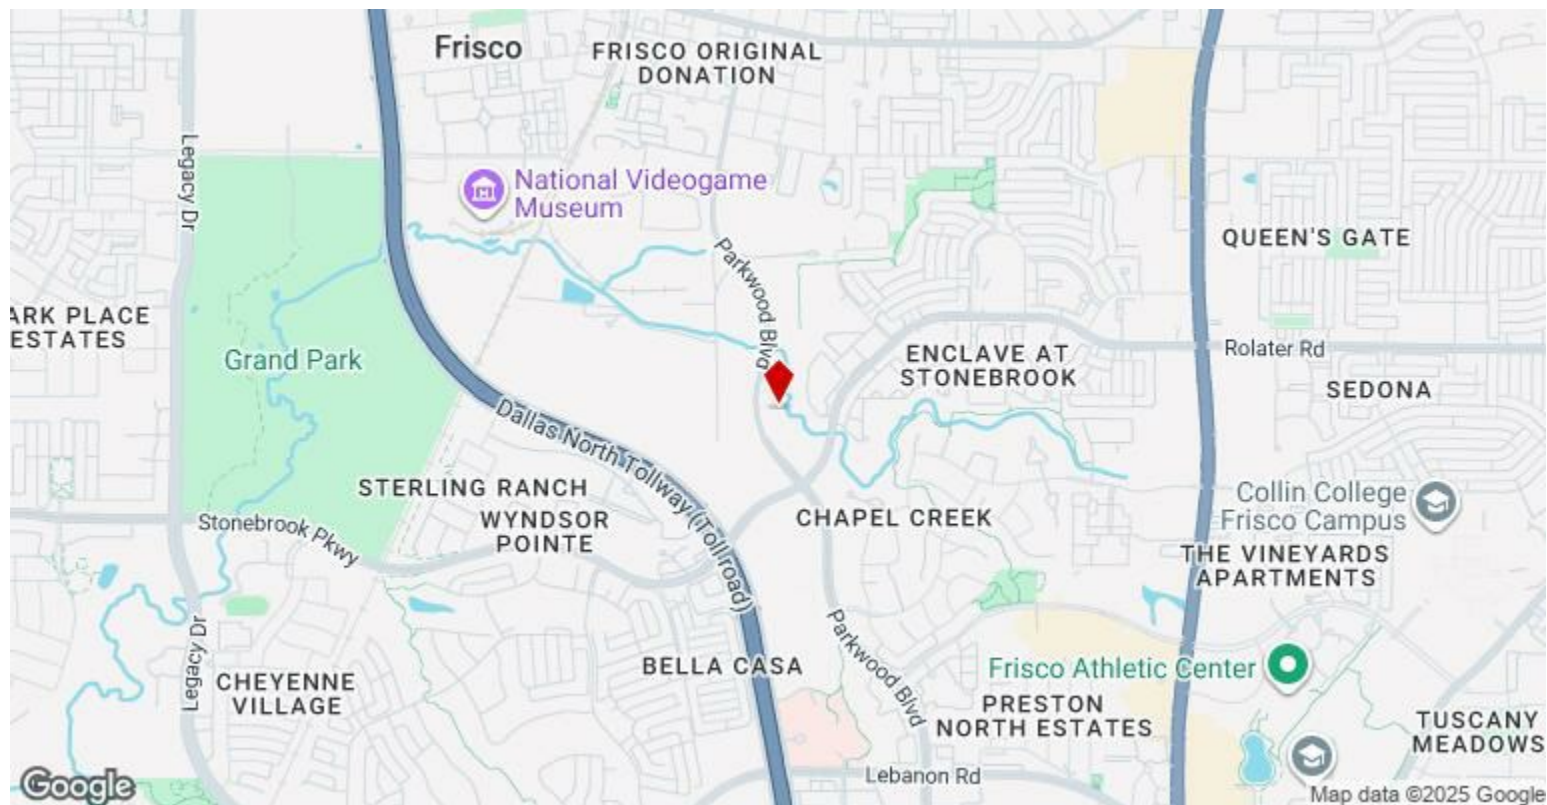 Frisco
FRISCO ORIGINAL
DONATION
Legacy Dr
National Videogame
Museum
QUEEN'S GATE
Parkwood Blvd
ARK PLACE
ESTATES
Grand Park
ENCLAVE AT
STONEBROOK
Rolater Rd
SEDONA
Dallas North Tollway (Tollroad)
STERLING RANCH
WYNDSOR
POINTE
Stonebrook Pkwy
CHAPEL CREEK
Collin College
Frisco Campus
THE VINEYARDS
APARTMENTS
Legacy Dr
Parkwood Blvd
BELLA CASA
Frisco Athletic Center
CHEYENNE
VILLAGE
PRESTON
NORTH ESTATES
TUSCANY
MEADOWS
Lebanon Rd
Google
Map data ©2025 Google